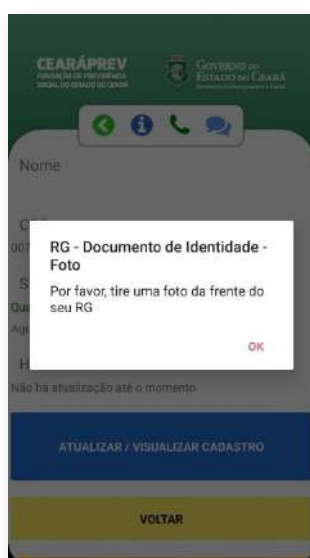 CEARÁPREV
FUNDAÇÃO DE PREVIDÊNCIA
SOCIAL DO ESTADO DO CEARÁ
GOVERNO DO
ESTADO DO CEARÁ
Nome
007
RG - Documento de Identidade -
Foto
Por favor, tire uma foto da frente do
seu RG
OK
Não há atualização até o momento
ATUALIZAR / VISUALIZAR CADASTRO
VOLTAR